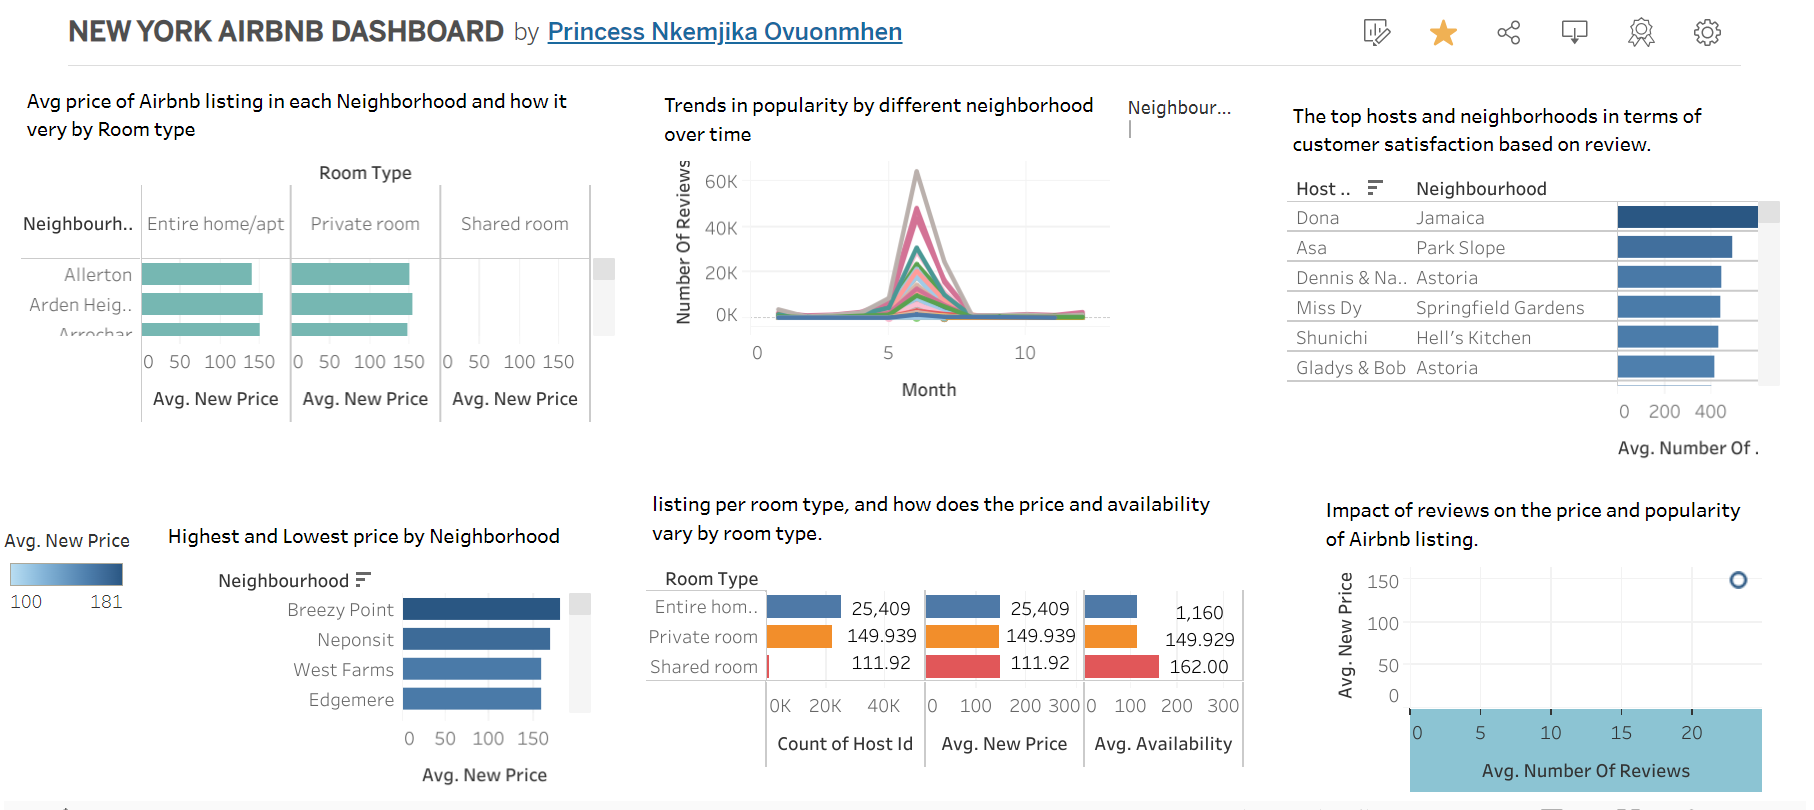 NEW YORK AIRBNB DASHBOARD by Princess Nkemjika Ovuonmhen
Avg price of Airbnb listing in each Neighborhood and how it
very by Room type
Room Type
Neighbourh.. Entire home/apt Private room Shared room
Allerton
Arden Heig..
Arrochar
0 50 100 150 0 50 100 150 0 50 100 150
Avg. New Price Avg. New Price Avg. New Price
Trends in popularity by different neighborhood
over time
Neighbour...
Number Of Reviews
60K
40K
20K
0K
0 5 10
Month
The top hosts and neighborhoods in terms of
customer satisfaction based on review.
Host .. Neighbourhood
Dona Jamaica
Asa Park Slope
Dennis & Na.. Astoria
Miss Dy Springfield Gardens
Shunichi Hell's Kitchen
Gladys & Bob Astoria
0 200 400
Avg. Number Of .
Avg. New Price
100 181
Highest and Lowest price by Neighborhood
Neighbourhood
Breezy Point
Neponsit
West Farms
Edgemere
0 50 100 150
Avg. New Price
listing per room type, and how does the price and availability
vary by room type.
Room Type
Entire hom.. 25,409 25,409 1,160
Private room 149.939 149.939 149.929
Shared room 111.92 111.92 162.00
0K 20K 40K 0 100 200 300 0 100 200 300
Count of Host Id Avg. New Price Avg. Availability
Impact of reviews on the price and popularity
of Airbnb listing.
Avg. New Price
150
100
50
0
0 5 10 15 20
Avg. Number Of Reviews